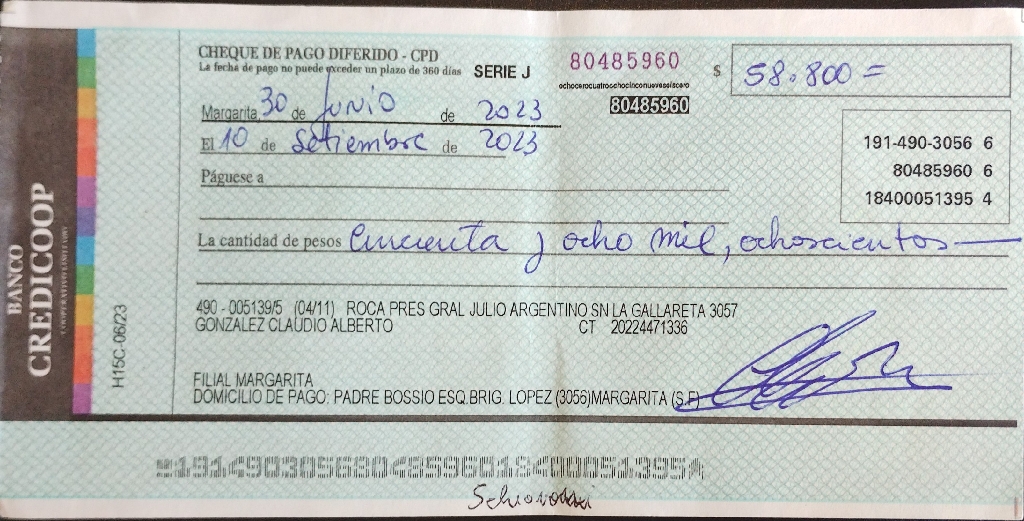 BANCO
CREDICOOP
COOPERATIVO LIMITADO
H15C-06/23
CHEQUE DE PAGO DIFERIDO - CPD
La fecha de pago no puede exceder un plazo de 360 días
SERIE J
80485960
ochocerocuatroochocinconueveseiscero
80485960
$ 58.800=
Margarita, 30 de Junio de 2023
El 10 de Setiembre de 2023
191-490-3056 6
80485960 6
18400051395 4
Páguese a
La cantidad de pesos Cincuenta y ocho mil, ochoscientos
490 - 005139/5 (04/11) ROCA PRES GRAL JULIO ARGENTINO SN LA GALLARETA 3057
GONZALEZ CLAUDIO ALBERTO CT 20224471336
FILIAL MARGARITA
DOMICILIO DE PAGO: PADRE BOSSIO ESQ.BRIG. LOPEZ (3056)MARGARITA (S.F)
19149030568048596018400051395